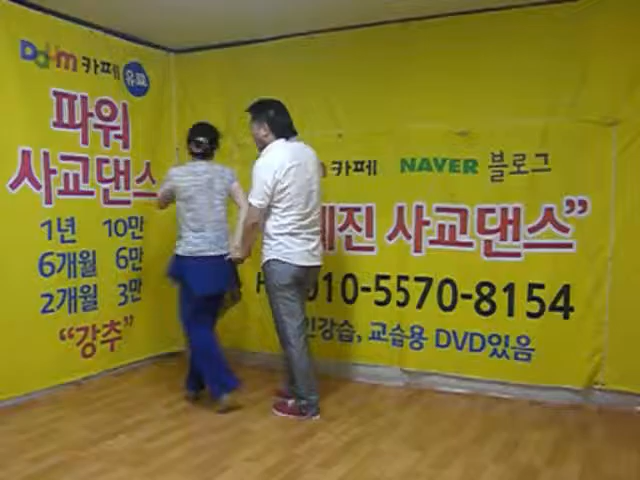 Daum 카페 유료
파워
사교댄스
1년 10만
6개월 6만
2개월 3만
“강추”
카페 NAVER 블로그
진 사교댄스”
010-5570-8154
인강습, 교습용 DVD있음